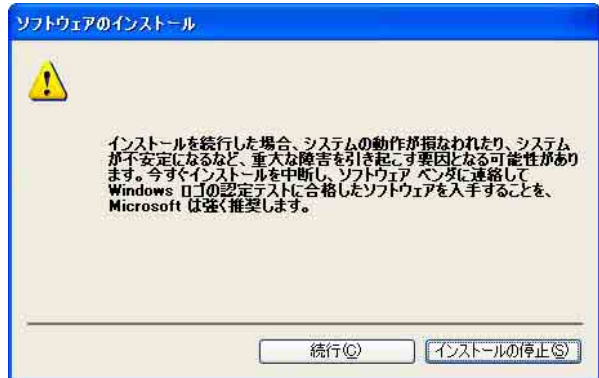 ソフトウェアのインストール
インストールを続行した場合、システムの動作が損なわれたり、システム
が不安定になるなど、重大な障害を引き起こす要因となる可能性があり
ます。今すぐインストールを中断し、ソフトウェア ベンダに連絡して
Windows ロゴの認定テストに合格したソフトウェアを入手することを、
Microsoft は強く推奨します。
続行(C)
インストールの停止(S)